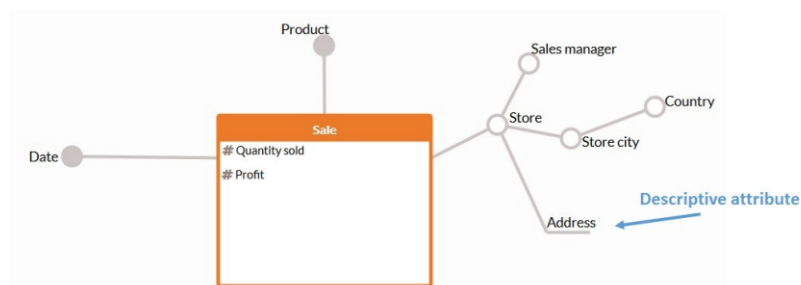 Product
Sales manager
Country
Store
Sale
Store city
# Quantity sold
Date
# Profit
Descriptive attribute
Address